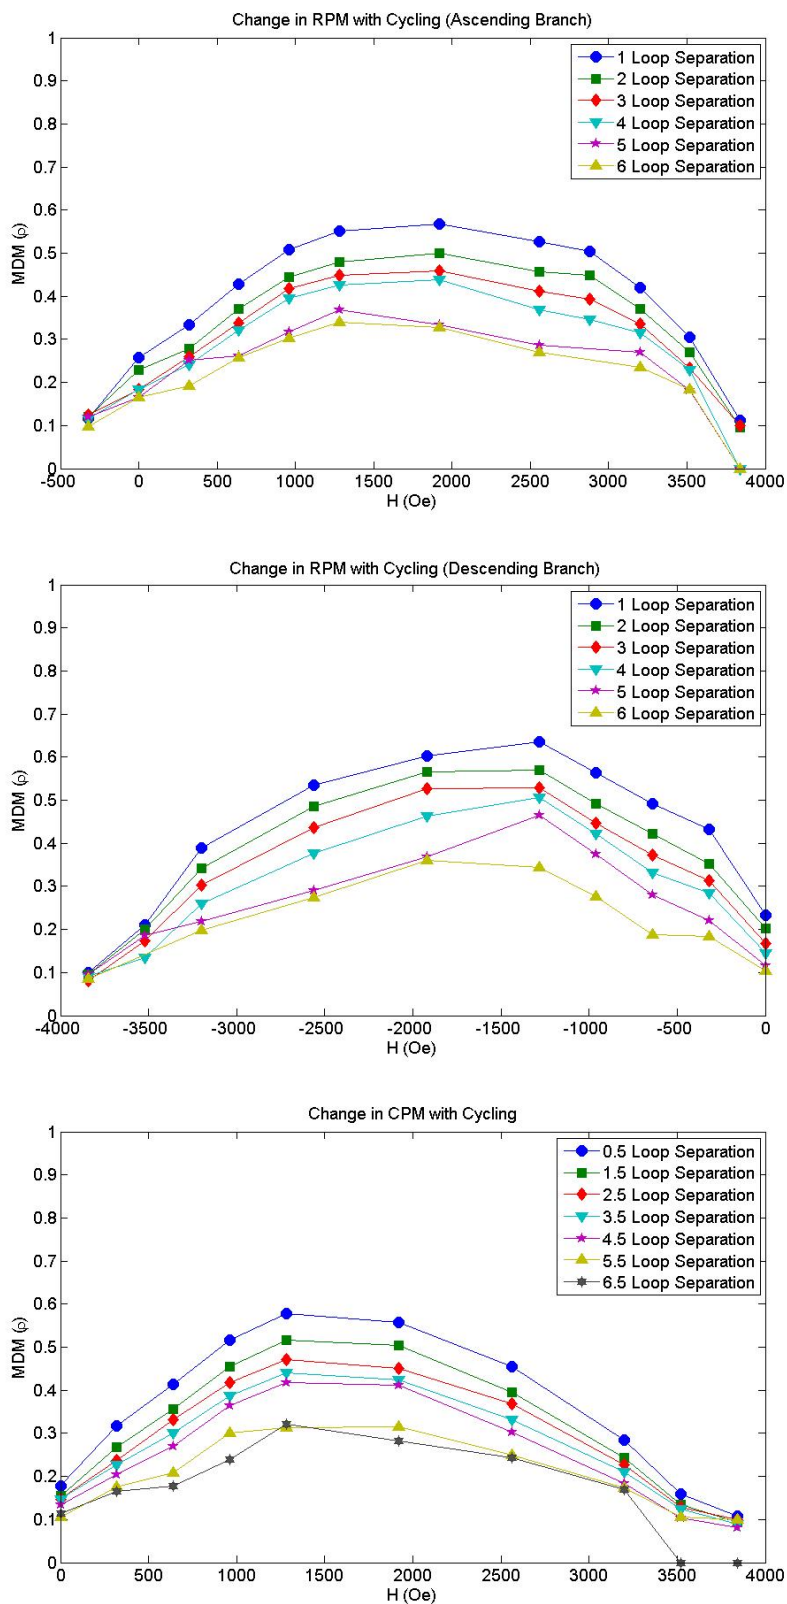 Change in RPM with Cycling (Ascending Branch)
1
0.9
0.8
0.7
0.6
0.5
0.4
0.3
0.2
0.1
0
MDM (ρ)
1 Loop Separation
2 Loop Separation
3 Loop Separation
4 Loop Separation
5 Loop Separation
6 Loop Separation
-500 0 500 1000 1500 2000 2500 3000 3500 4000
H (Oe)
Change in RPM with Cycling (Descending Branch)
1
0.9
0.8
0.7
0.6
0.5
0.4
0.3
0.2
0.1
0
MDM (ρ)
1 Loop Separation
2 Loop Separation
3 Loop Separation
4 Loop Separation
5 Loop Separation
6 Loop Separation
-4000 -3500 -3000 -2500 -2000 -1500 -1000 -500 0
H (Oe)
Change in CPM with Cycling
1
0.9
0.8
0.7
0.6
0.5
0.4
0.3
0.2
0.1
0
MDM (ρ)
0.5 Loop Separation
1.5 Loop Separation
2.5 Loop Separation
3.5 Loop Separation
4.5 Loop Separation
5.5 Loop Separation
6.5 Loop Separation
0 500 1000 1500 2000 2500 3000 3500 4000
H (Oe)